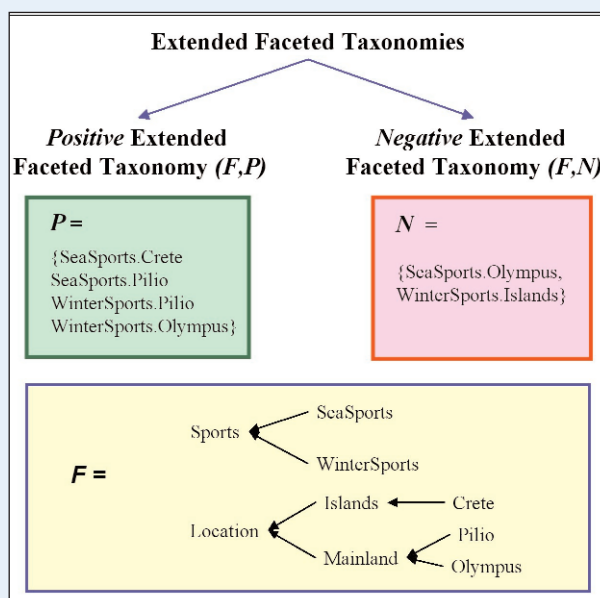 Extended Faceted Taxonomies
Positive Extended
Faceted Taxonomy (F,P)
Negative Extended
Faceted Taxonomy (F,N)
P =
{SeaSports.Crete
SeaSports.Pilio
WinterSports.Pilio
WinterSports.Olympus}
N =
{SeaSports.Olympus,
WinterSports.Islands}
F =
Sports
SeaSports
WinterSports
Location
Islands
Crete
Mainland
Pilio
Olympus